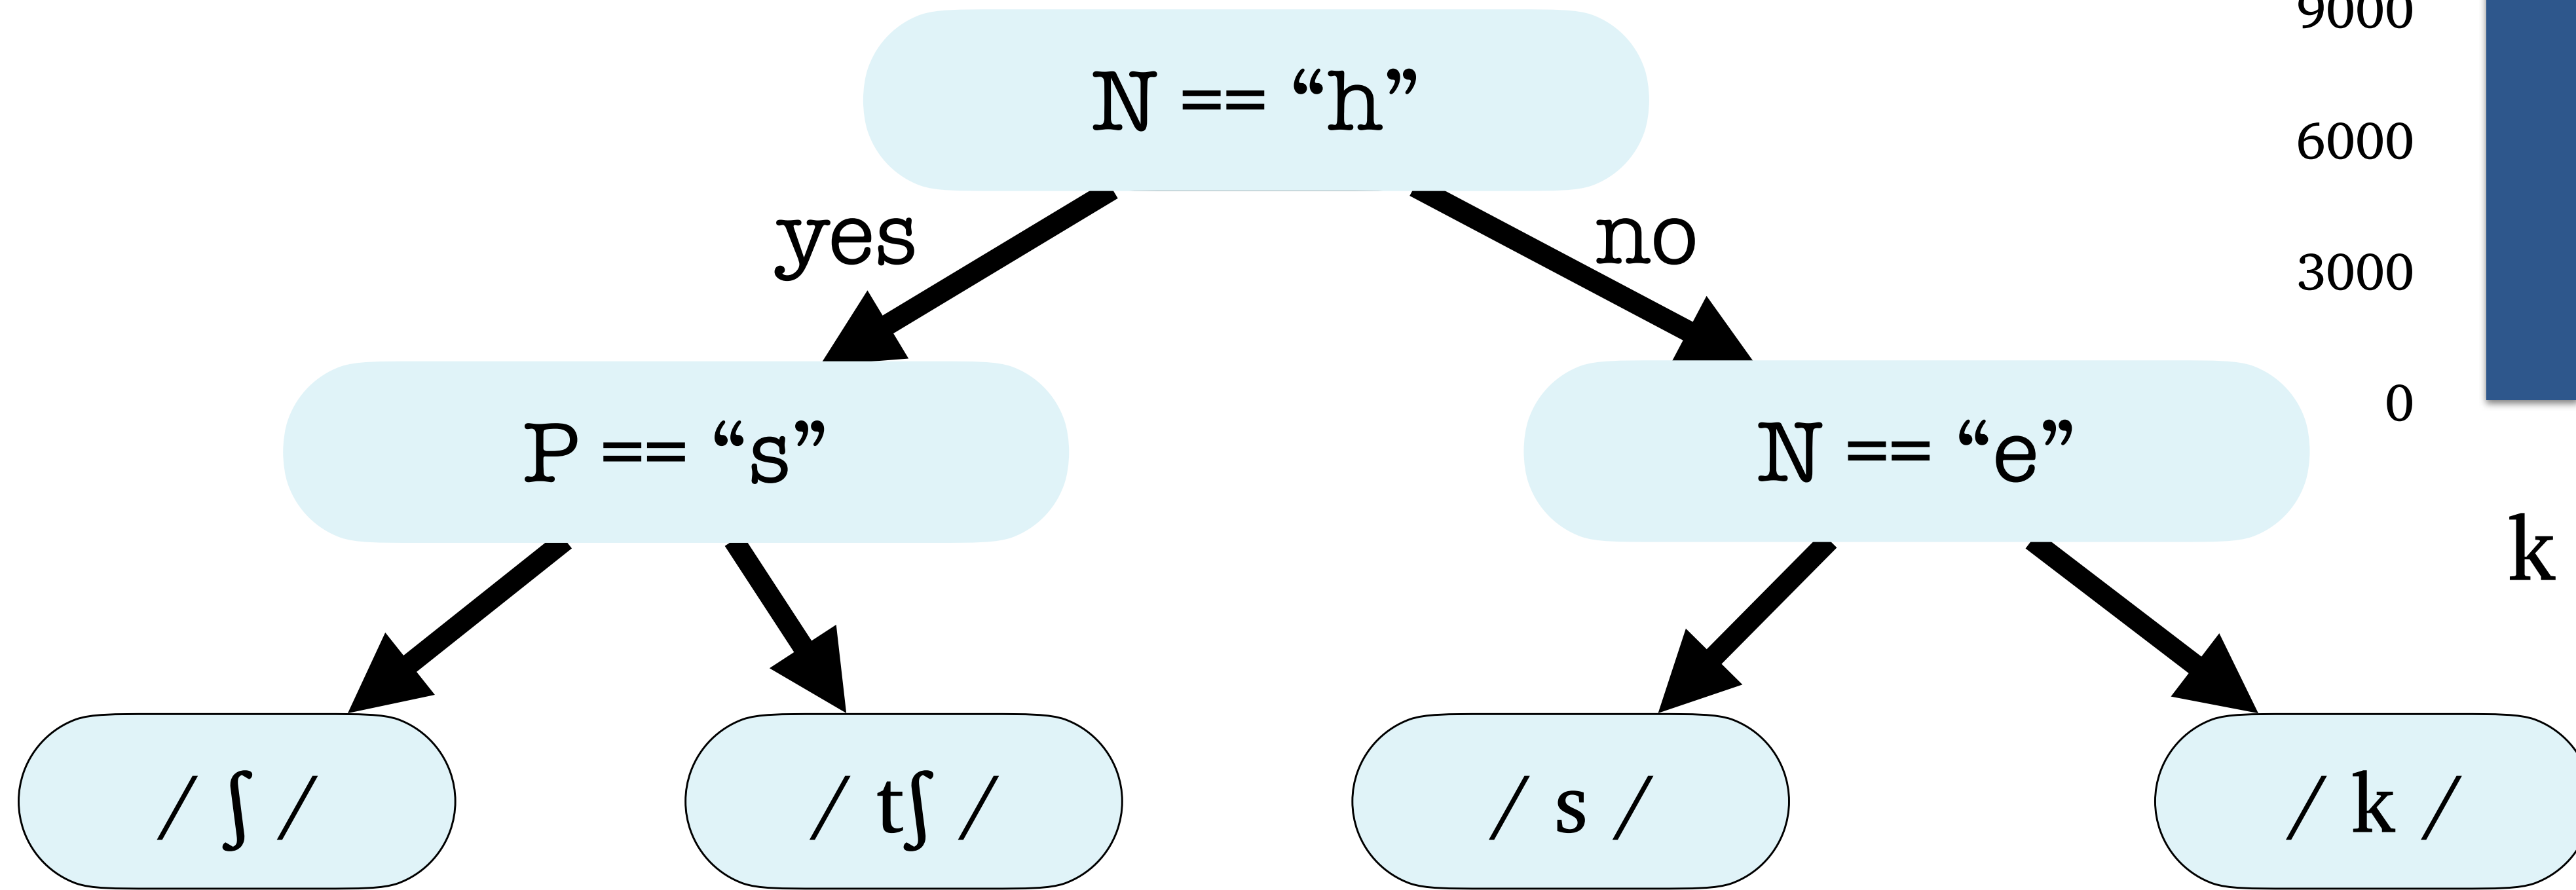 9000
N == “h”
6000
yes
no
3000
0
P == “s”
N == “e”
k
/ ʃ /
/ tʃ /
/ s /
/ k /